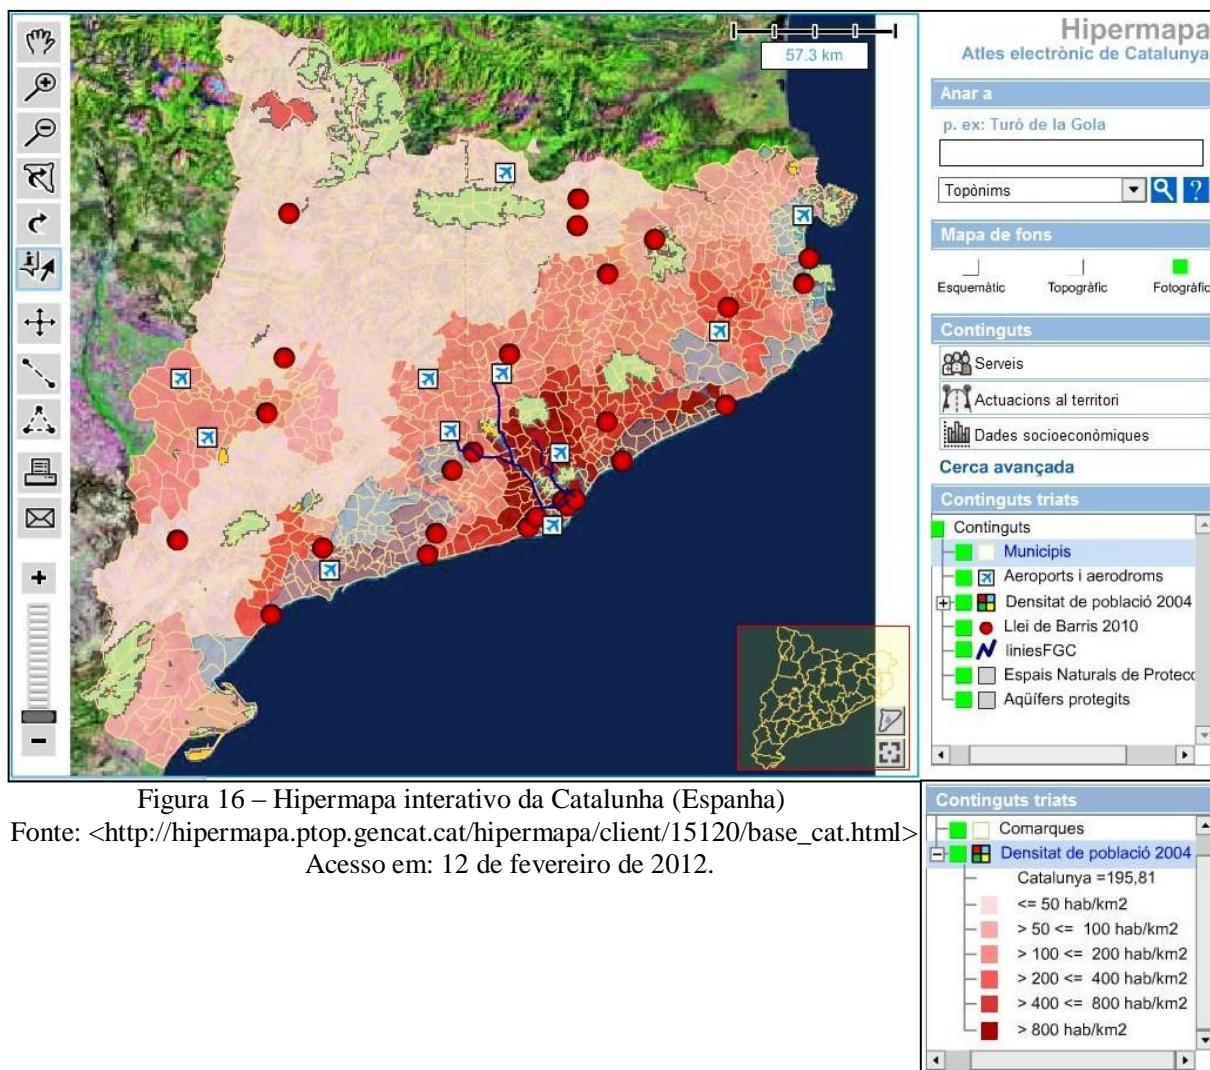 57.3 km
Hipermapa
Atles electrònic de Catalunya
Anar a
p. ex: Turó de la Gola
Topònims
?
Mapa de fons
Esquemàtic Topogràfic Fotogràfic
Continguts
Serveis
Actuacions al territori
Dades socioeconòmiques
Cerca avançada
Continguts triats
Continguts
Municipis
Aeroports i aerodroms
Densitat de població 2004
Llei de Barris 2010
liniesFGC
Espais Naturals de Protecc
Aqüífers protegits
Figura 16 – Hipermapa interativo da Catalunha (Espanha)
Fonte: <http://hipermapa.ptop.gencat.cat/hipermapa/client/15120/base_cat.html>
Acesso em: 12 de fevereiro de 2012.
Continguts triats
Comarques
Densitat de població 2004
Catalunya =195,81
<= 50 hab/km2
> 50 <= 100 hab/km2
> 100 <= 200 hab/km2
> 200 <= 400 hab/km2
> 400 <= 800 hab/km2
> 800 hab/km2